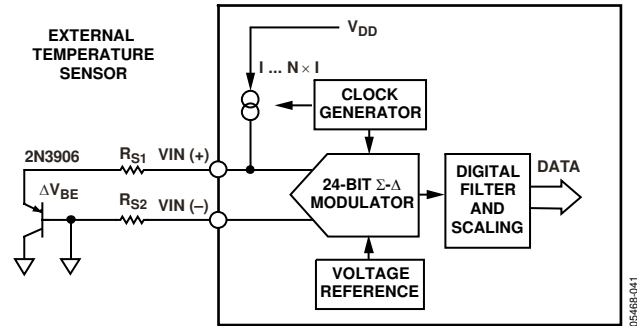 EXTERNAL
TEMPERATURE
SENSOR
VDD
I ... N × I
CLOCK
GENERATOR
2N3906
RS1
VIN (+)
ΔVBE
RS2
VIN (–)
24-BIT Σ-Δ
MODULATOR
DIGITAL
FILTER
AND
SCALING
DATA
VOLTAGE
REFERENCE
05468-041